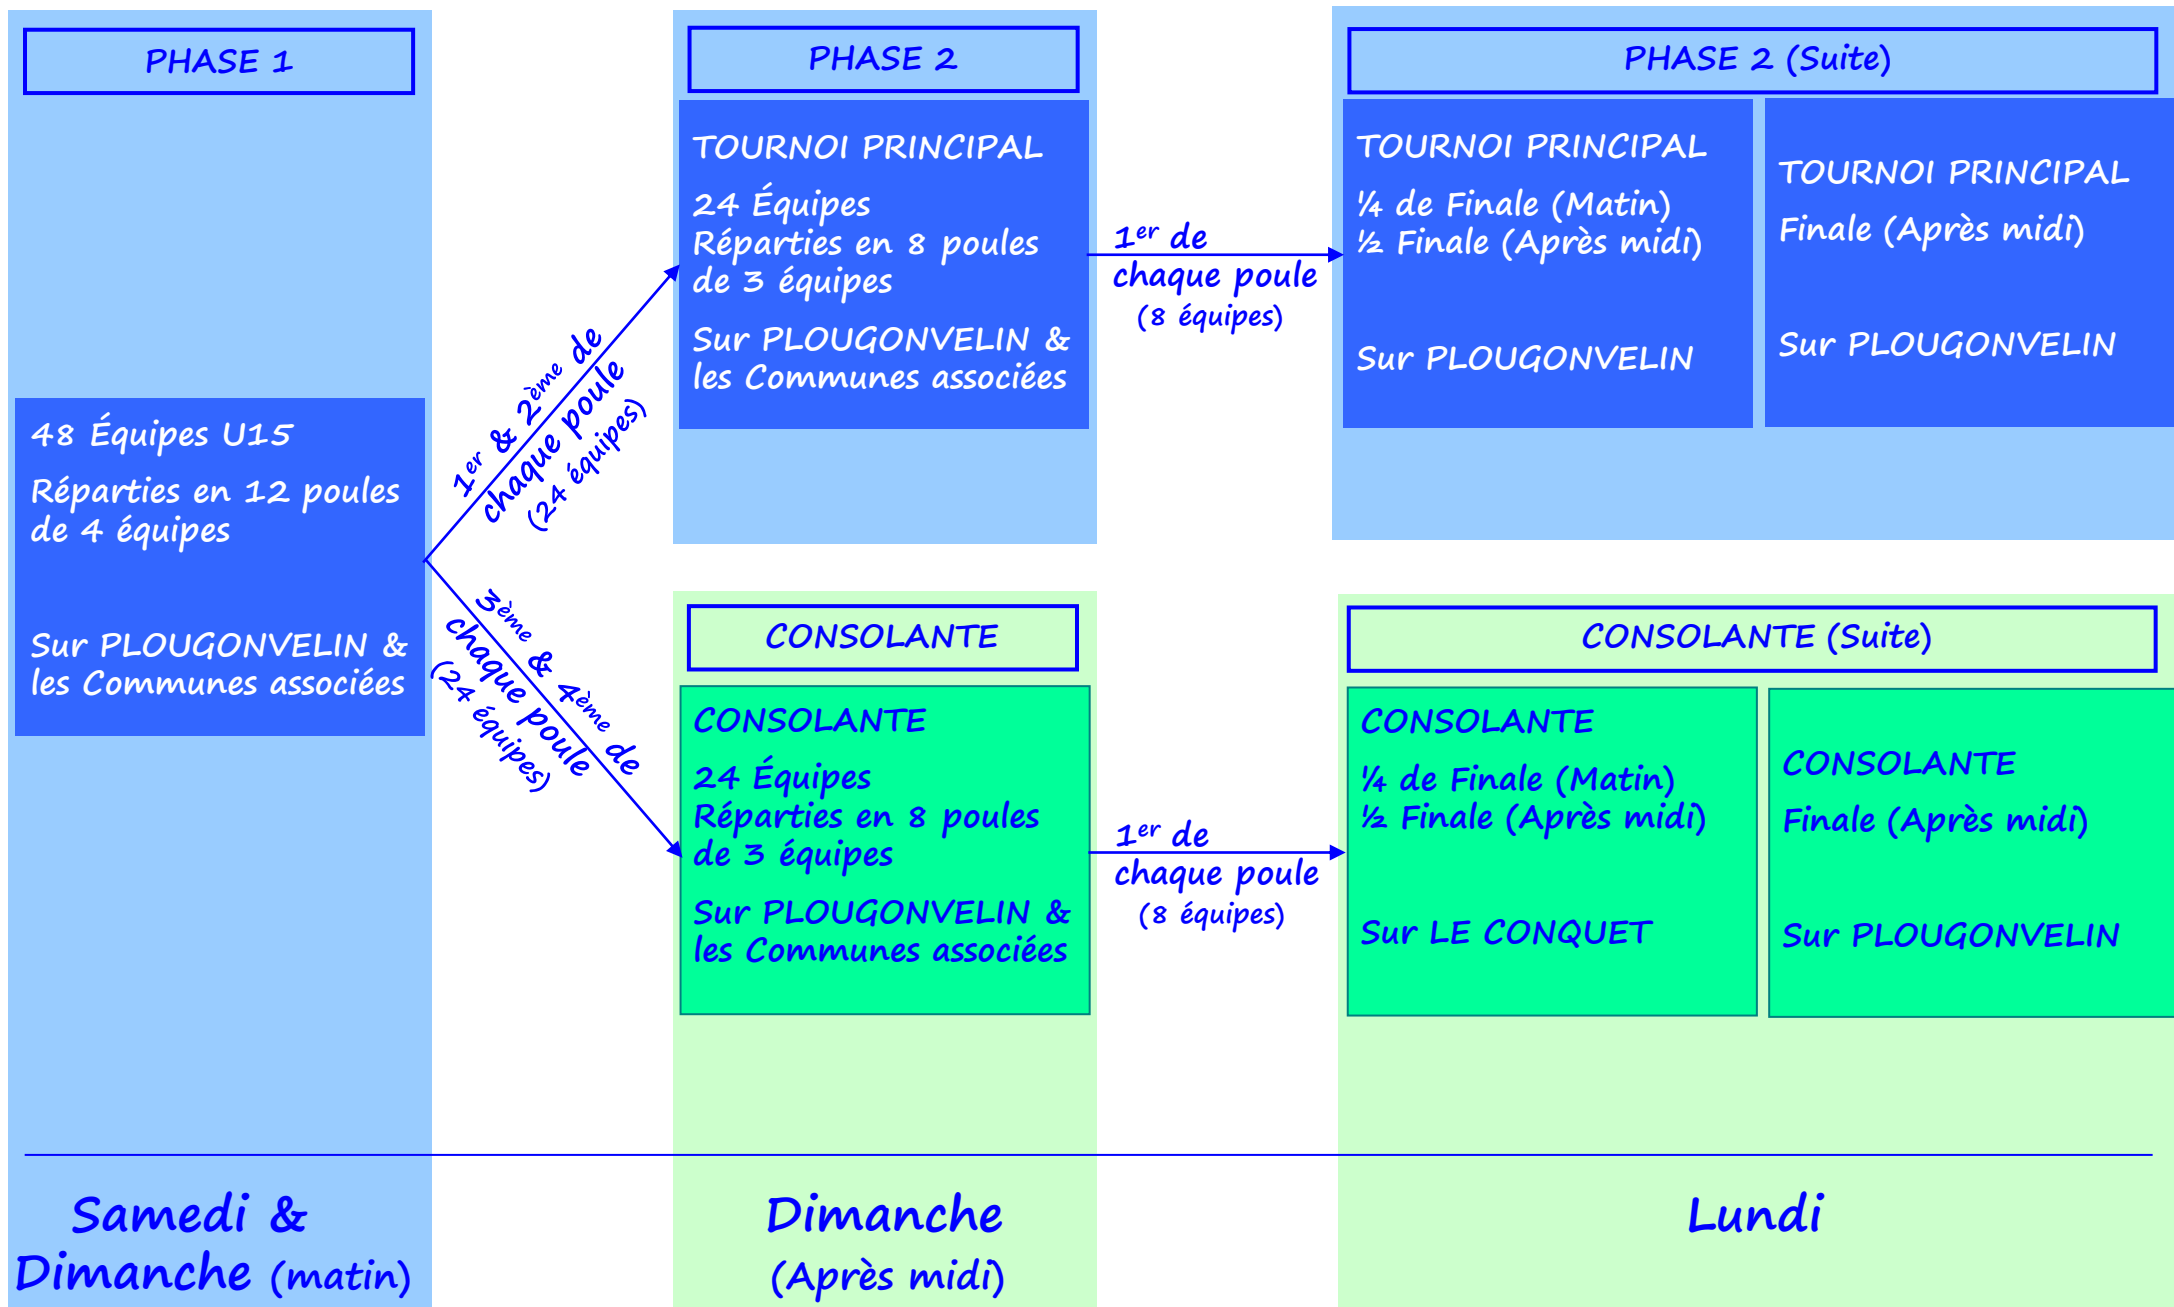 PHASE 1
48 Équipes U15
Réparties en 12 poules
de 4 équipes
Sur PLOUGONVELIN &
les Communes associées
1er & 2ème de
chaque poule
(24 équipes)
3ème & 4ème de
chaque poule
(24 équipes)
PHASE 2
TOURNOI PRINCIPAL
24 Équipes
Réparties en 8 poules
de 3 équipes
Sur PLOUGONVELIN &
les Communes associées
1er de
chaque poule
(8 équipes)
PHASE 2 (Suite)
TOURNOI PRINCIPAL
¼ de Finale (Matin)
½ Finale (Après midi)
Sur PLOUGONVELIN
TOURNOI PRINCIPAL
Finale (Après midi)
Sur PLOUGONVELIN
CONSOLANTE
CONSOLANTE
24 Équipes
Réparties en 8 poules
de 3 équipes
Sur PLOUGONVELIN &
les Communes associées
1er de
chaque poule
(8 équipes)
CONSOLANTE (Suite)
CONSOLANTE
¼ de Finale (Matin)
½ Finale (Après midi)
Sur LE CONQUET
CONSOLANTE
Finale (Après midi)
Sur PLOUGONVELIN
Samedi &
Dimanche (matin)
Dimanche
(Après midi)
Lundi